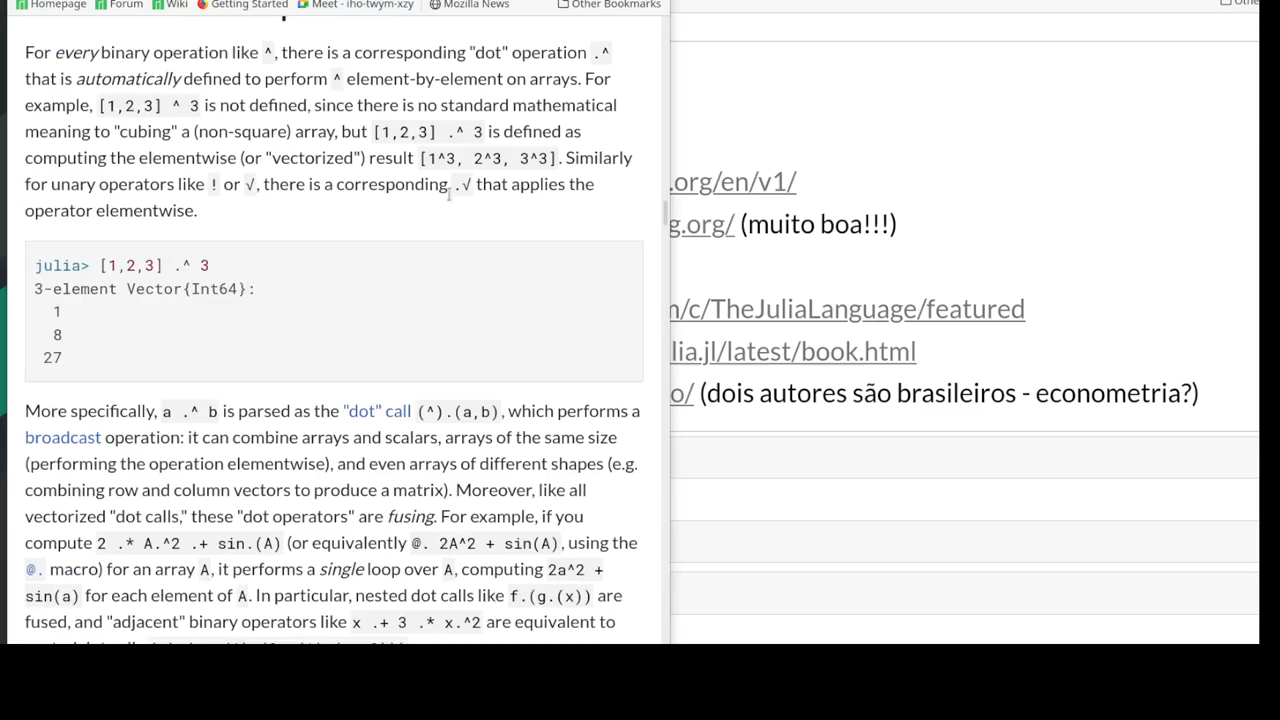 Homepage Forum Wiki Getting Started Meet - iho-twym-xzy Mozilla News Other Bookmarks
For every binary operation like ^, there is a corresponding "dot" operation .^
that is automatically defined to perform ^ element-by-element on arrays. For
example, [1,2,3] ^ 3 is not defined, since there is no standard mathematical
meaning to "cubing" a (non-square) array, but [1,2,3] .^ 3 is defined as
computing the elementwise (or "vectorized") result [1^3, 2^3, 3^3]. Similarly
for unary operators like ! or √, there is a corresponding .√ that applies the
operator elementwise.
julia> [1,2,3] .^ 3
3-element Vector{Int64}:
1
8
27
More specifically, a .^ b is parsed as the "dot" call (^).(a,b), which performs a
broadcast operation: it can combine arrays and scalars, arrays of the same size
(performing the operation elementwise), and even arrays of different shapes (e.g.
combining row and column vectors to produce a matrix). Moreover, like all
vectorized "dot calls," these "dot operators" are fusing. For example, if you
compute 2 .* A.^2 .+ sin.(A) (or equivalently @. 2A^2 + sin(A), using the
@. macro) for an array A, it performs a single loop over A, computing 2a^2 +
sin(a) for each element of A. In particular, nested dot calls like f.(g.(x)) are
fused, and "adjacent" binary operators like x .+ 3 .* x.^2 are equivalent to
.org/en/v1/
g.org/ (muito boa!!!)
/c/TheJuliaLanguage/featured
lia.jl/latest/book.html
o/ (dois autores são brasileiros - econometria?)